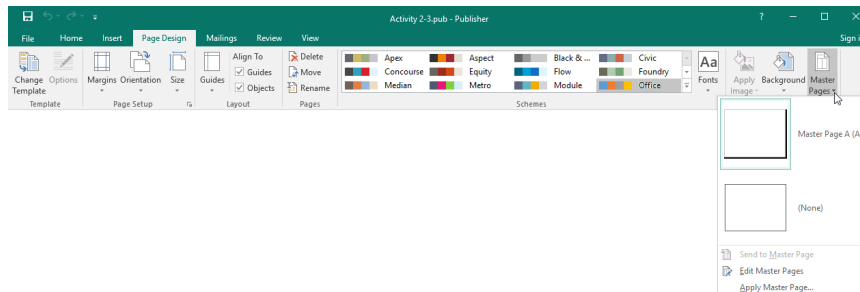 Activity 2-3.pub - Publisher
?
File Home Insert Page Design Mailings Review View
Change Template
Options
Margins
Orientation
Size
Guides
Align To
Guides
Objects
Delete
Move
Rename
Apex Aspect Black & ... Civic
Concourse Equity Flow Foundry
Median Metro Module Office
Aa
Fonts
Apply Image
Background
Master Pages
Template Page Setup Layout Pages Schemes
Master Page A (A
(None)
Send to Master Page
Edit Master Pages
Apply Master Page...